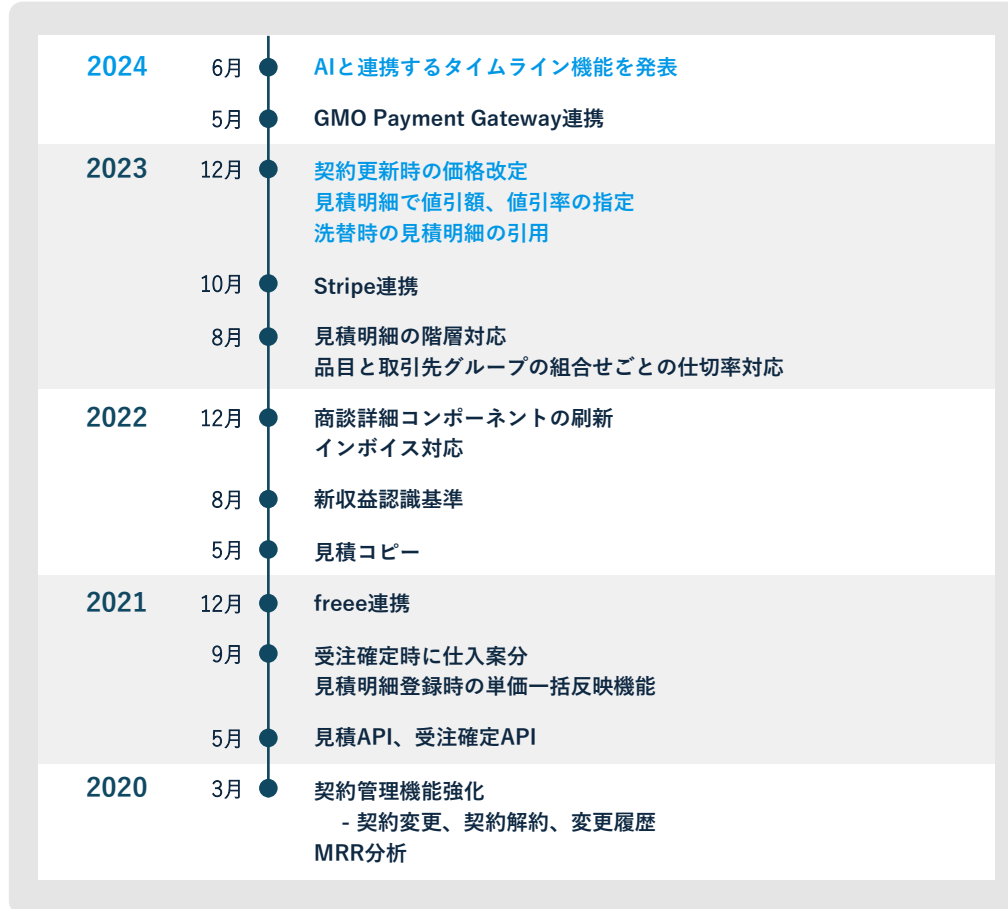 2024 6月 AIと連携するタイムライン機能を発表
5月 GMO Payment Gateway連携
2023 12月 契約更新時の価格改定
見積明細で値引額、値引率の指定
洗替時の見積明細の引用
10月 Stripe連携
8月 見積明細の階層対応
品目と取引先グループの組合せごとの仕切率対応
2022 12月 商談詳細コンポーネントの刷新
インボイス対応
8月 新収益認識基準
5月 見積コピー
2021 12月 freee連携
9月 受注確定時に仕入案分
見積明細登録時の単価一括反映機能
5月 見積API、受注確定API
2020 3月 契約管理機能強化
- 契約変更、契約解約、変更履歴
MRR分析